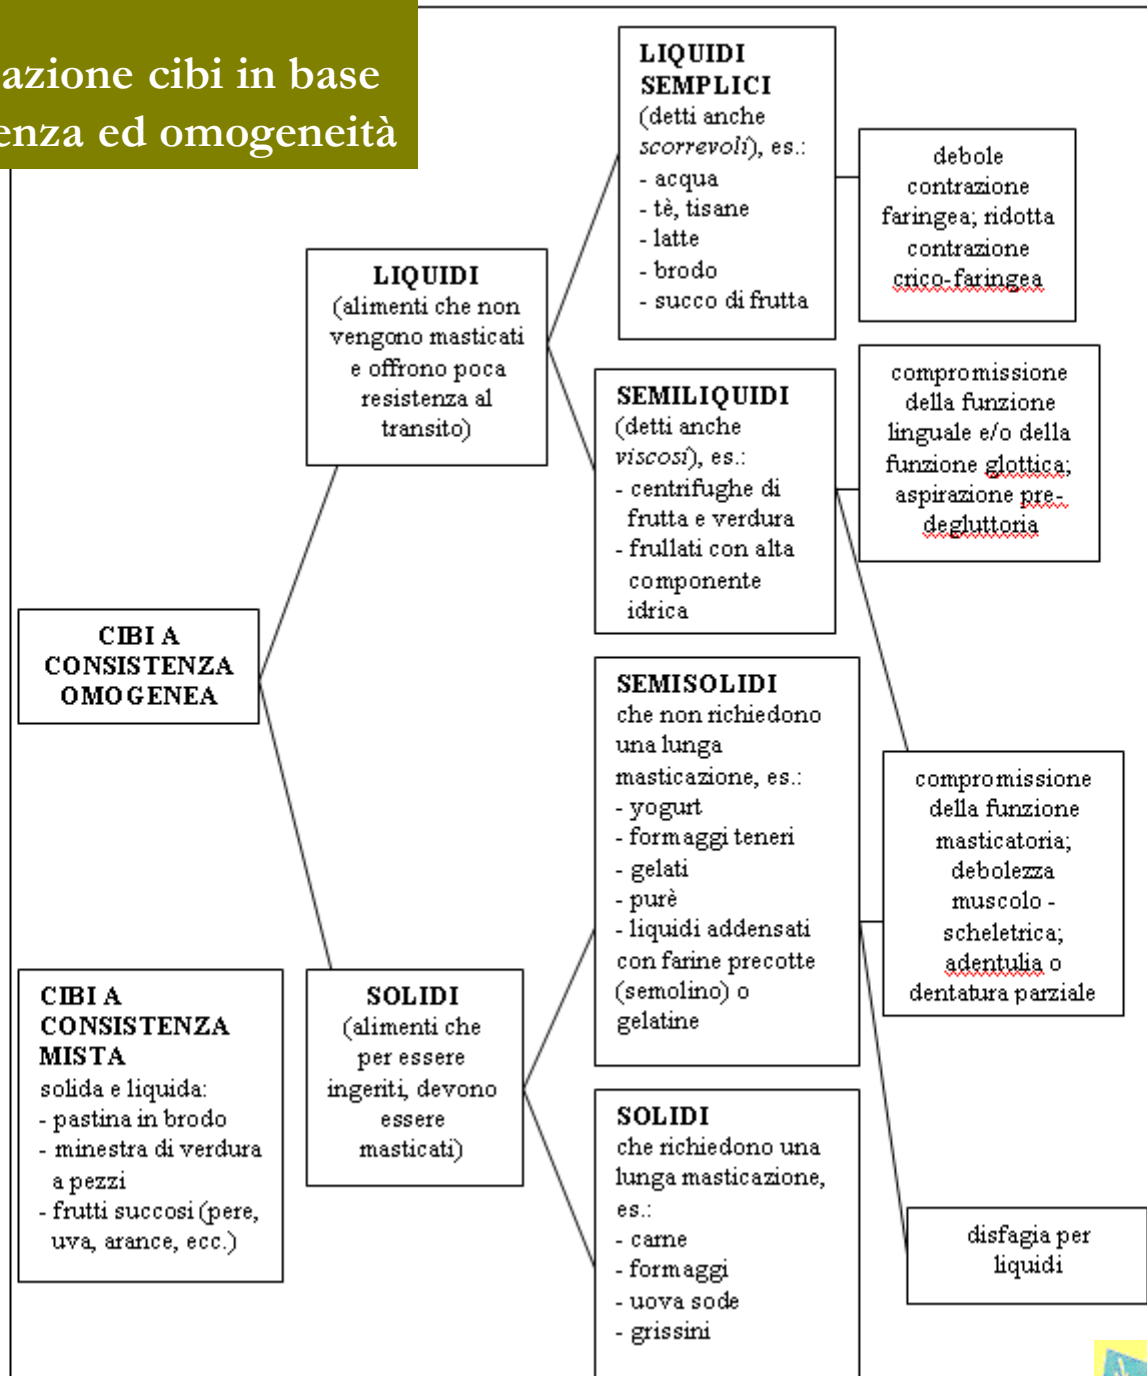 ed omogeneità
cibi in base
LIQUIDI
SEMPLICI
(detti anche
scorrevoli), es.:
- acqua
- tè, tisane
- latte
- brodo
- succo di frutta
debole
contrazione
faringea; ridotta
contrazione
crico-faringea
LIQUIDI
(alimenti che non
vengono masticati
e offrono poca
resistenza al
transito)
SEMILIQUIDI
(detti anche
viscosi), es.:
- centrifughe di
frutta e verdura
- frullati con alta
componente
idrica
compromissione
della funzione
linguale e/o della
funzione glottica;
aspirazione pre-
degluttoria
CIBI A
CONSISTENZA
OMOGENEA
SEMISOLIDI
che non richiedono
una lunga
masticazione, es.:
- yogurt
- formaggi teneri
- gelati
- purè
- liquidi addensati
con farine precotte
(semolino) o
gelatine
compromissione
della funzione
masticatoria;
debolezza
muscolo -
scheletrica;
adentulia o
dentatura parziale
CIBI A
CONSISTENZA
MISTA
solida e liquida:
- pastina in brodo
- minestra di verdura
a pezzi
- frutti succosi (pere,
uva, arance, ecc.)
SOLIDI
(alimenti che
per essere
ingeriti, devono
essere
masticati)
SOLIDI
che richiedono una
lunga masticazione,
es.:
- carne
- formaggi
- uova sode
- grissini
disfagia per
liquidi